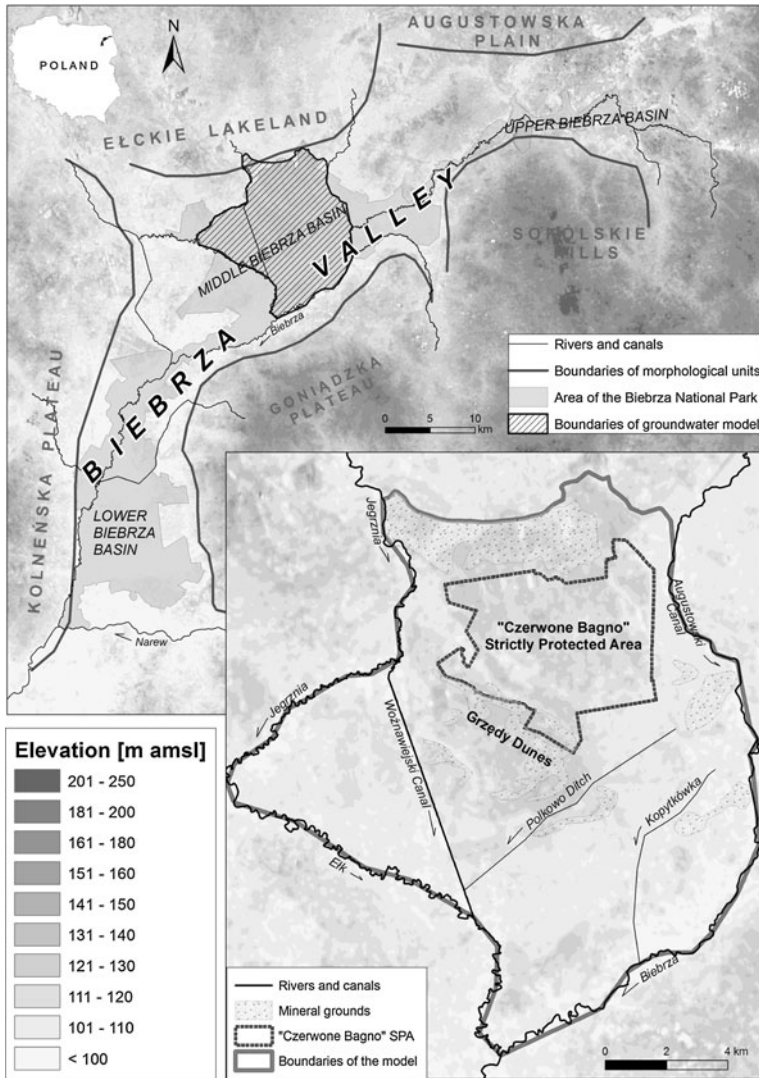 AUGUSTOWSKA
PLAIN
POLAND
N
EŁCKIE LAKELAND
UPPER BIEBRZA BASIN
MIDDLE BIEBRZA BASIN
BIEBRZA VALLEY
SOKOLSKIE
HILLS
Biebrza
GONIĄDZKA
PLATEAU
KOLNEŃSKA PLATEAU
LOWER
BIEBRZA
BASIN
Narew
Rivers and canals
Boundaries of morphological units
Area of the Biebrza National Park
Boundaries of groundwater model
0 5 10
km
Jegrznia
Augustowski
Canal
"Czerwone Bagno"
Strictly Protected Area
Jegrznia
Woźnawiejski Canal
Grzędy Dunes
Polkowo Ditch
Kopytkówka
Ełk
Biebrza
Elevation [m amsl]
201 - 250
181 - 200
161 - 180
151 - 160
141 - 150
131 - 140
121 - 130
111 - 120
101 - 110
< 100
Rivers and canals
Mineral grounds
"Czerwone Bagno" SPA
Boundaries of the model
0 2 4 km